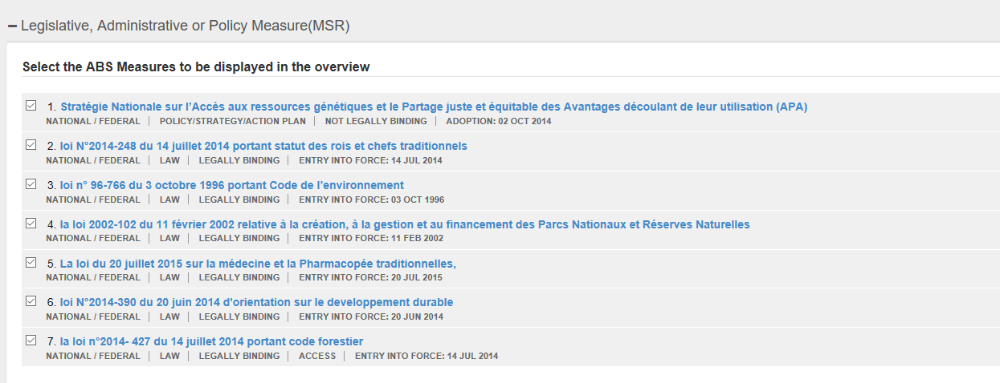 Legislative, Administrative or Policy Measure(MSR)
Select the ABS Measures to be displayed in the overview
1. Stratégie Nationale sur l’Accès aux ressources génétiques et le Partage juste et équitable des Avantages découlant de leur utilisation (APA)
NATIONAL / FEDERAL | POLICY/STRATEGY/ACTION PLAN | NOT LEGALLY BINDING | ADOPTION: 02 OCT 2014
2. loi N°2014-248 du 14 juillet 2014 portant statut des rois et chefs traditionnels
NATIONAL / FEDERAL | LAW | LEGALLY BINDING | ENTRY INTO FORCE: 14 JUL 2014
3. loi n° 96-766 du 3 octobre 1996 portant Code de l’environnement
NATIONAL / FEDERAL | LAW | LEGALLY BINDING | ENTRY INTO FORCE: 03 OCT 1996
4. la loi 2002-102 du 11 février 2002 relative à la création, à la gestion et au financement des Parcs Nationaux et Réserves Naturelles
NATIONAL / FEDERAL | LAW | LEGALLY BINDING | ENTRY INTO FORCE: 11 FEB 2002
5. La loi du 20 juillet 2015 sur la médecine et la Pharmacopée traditionnelles,
NATIONAL / FEDERAL | LAW | LEGALLY BINDING | ENTRY INTO FORCE: 20 JUL 2015
6. loi N°2014-390 du 20 juin 2014 d'orientation sur le developpement durable
NATIONAL / FEDERAL | LAW | LEGALLY BINDING | ENTRY INTO FORCE: 20 JUN 2014
7. la loi n°2014- 427 du 14 juillet 2014 portant code forestier
NATIONAL / FEDERAL | LAW | LEGALLY BINDING | ACCESS | ENTRY INTO FORCE: 14 JUL 2014